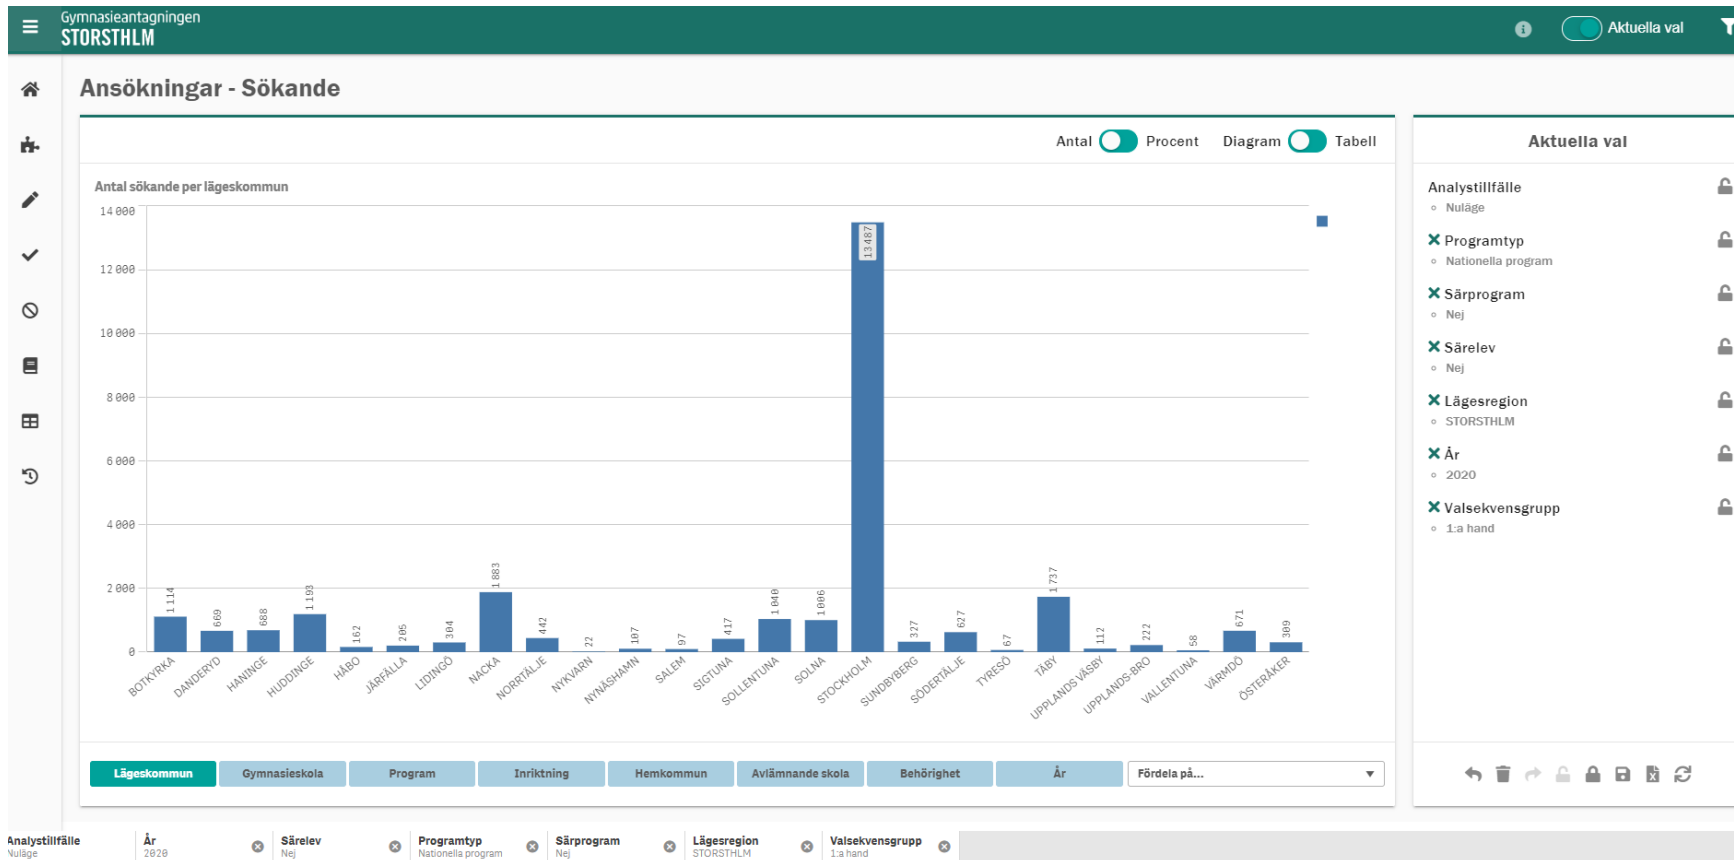 Gymnasieantagningen
STORSTHLM
Aktuella val
Ansökningar - Sökande
Antal Procent Diagram Tabell
Antal sökande per lägeskommun
14 000
12 000
10 000
8 000
6 000
4 000
2 000
0
1 114
669
688
1 193
162
205
304
1 883
442
22
107
97
417
1 040
1 006
13 487
327
627
67
1 737
112
222
58
671
309
BOTKYRKA
DANDERYD
HANINGE
HUDDINGE
HÅBO
JÄRFÄLLA
LIDINGÖ
NACKA
NORRTÄLJE
NYKVARN
NYNÄSHAMN
SALEM
SIGTUNA
SOLLENTUNA
SOLNA
STOCKHOLM
SUNDBYBERG
SÖDERTÄLJE
TYRESÖ
TÄBY
UPPLANDS VÄSBY
UPPLANDS-BRO
VALLENTUNA
VÄRMDÖ
ÖSTERÅKER
Lägeskommun Gymnasieskola Program Inriktning Hemkommun Avlämnande skola Behörighet År Fördela på...
Aktuella val
Analystillfälle
Nuläge
Programtyp
Nationella program
Särprogram
Nej
Särelev
Nej
Lägesregion
STORSTHLM
År
2020
Valsekvensgrupp
1:a hand
Analystillfälle År Särelev Programtyp Särprogram Lägesregion Valsekvensgrupp
Nuläge 2020 Nej Nationella program Nej STORSTHLM 1:a hand